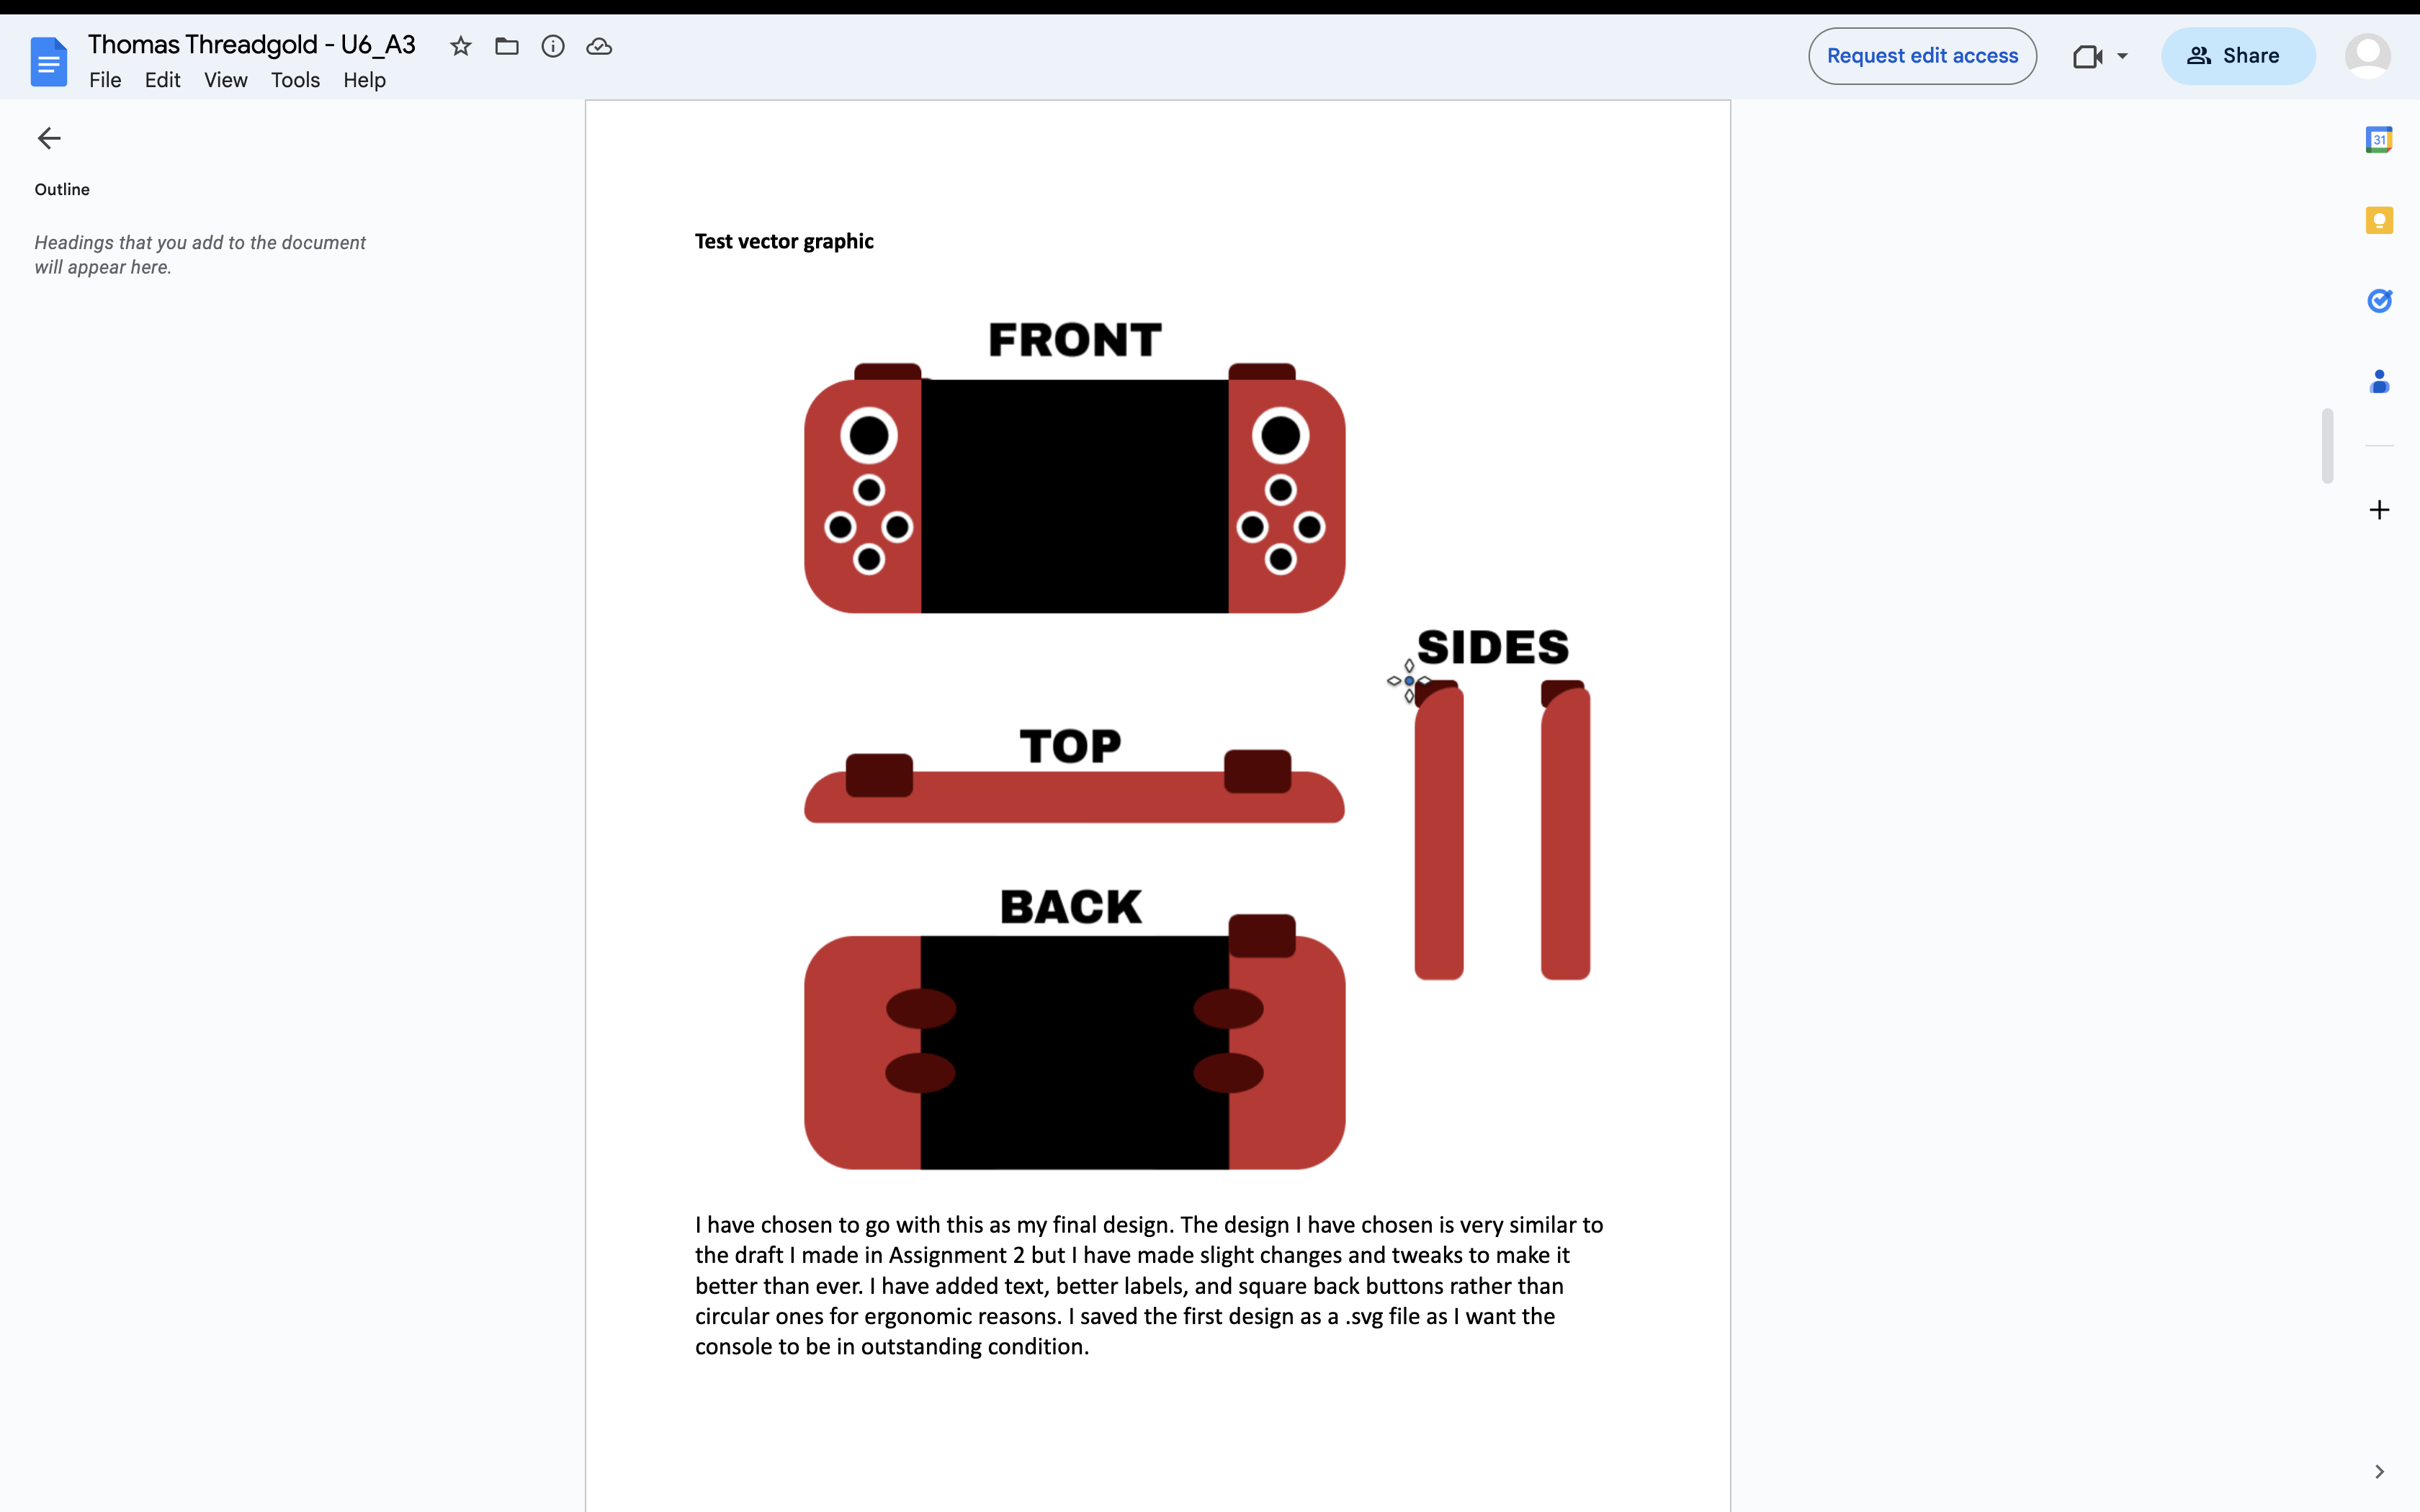 Thomas Threadgold - U6_A3
File Edit View Tools Help
Request edit access
Share
31
Outline
Headings that you add to the document
will appear here.
Test vector graphic
FRONT
SIDES
TOP
BACK
I have chosen to go with this as my final design. The design I have chosen is very similar to
the draft I made in Assignment 2 but I have made slight changes and tweaks to make it
better than ever. I have added text, better labels, and square back buttons rather than
circular ones for ergonomic reasons. I saved the first design as a .svg file as I want the
console to be in outstanding condition.